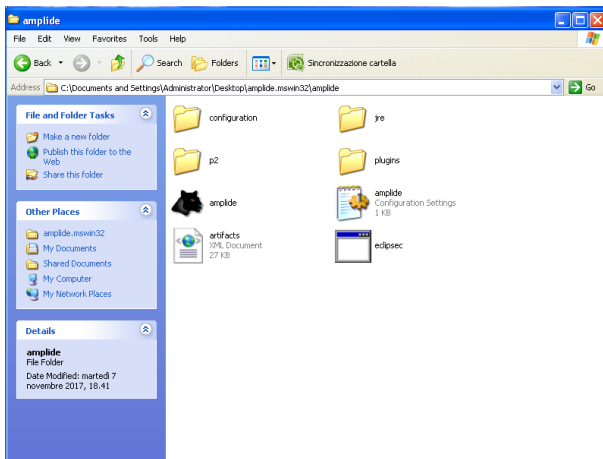 amplide
File Edit View Favorites Tools Help
Back Search Folders Sincronizzazione cartella
Address C:\Documents and Settings\Administrator\Desktop\amplide.mswin32\amplide Go
File and Folder Tasks
Make a new folder
Publish this folder to the
Web
Share this folder
Other Places
amplide.mswin32
My Documents
Shared Documents
My Computer
My Network Places
Details
amplide
File Folder
Date Modified: martedì 7
novembre 2017, 18.41
configuration
jre
p2
plugins
amplide
amplide
Configuration Settings
1 KB
artifacts
XML Document
27 KB
eclipsec